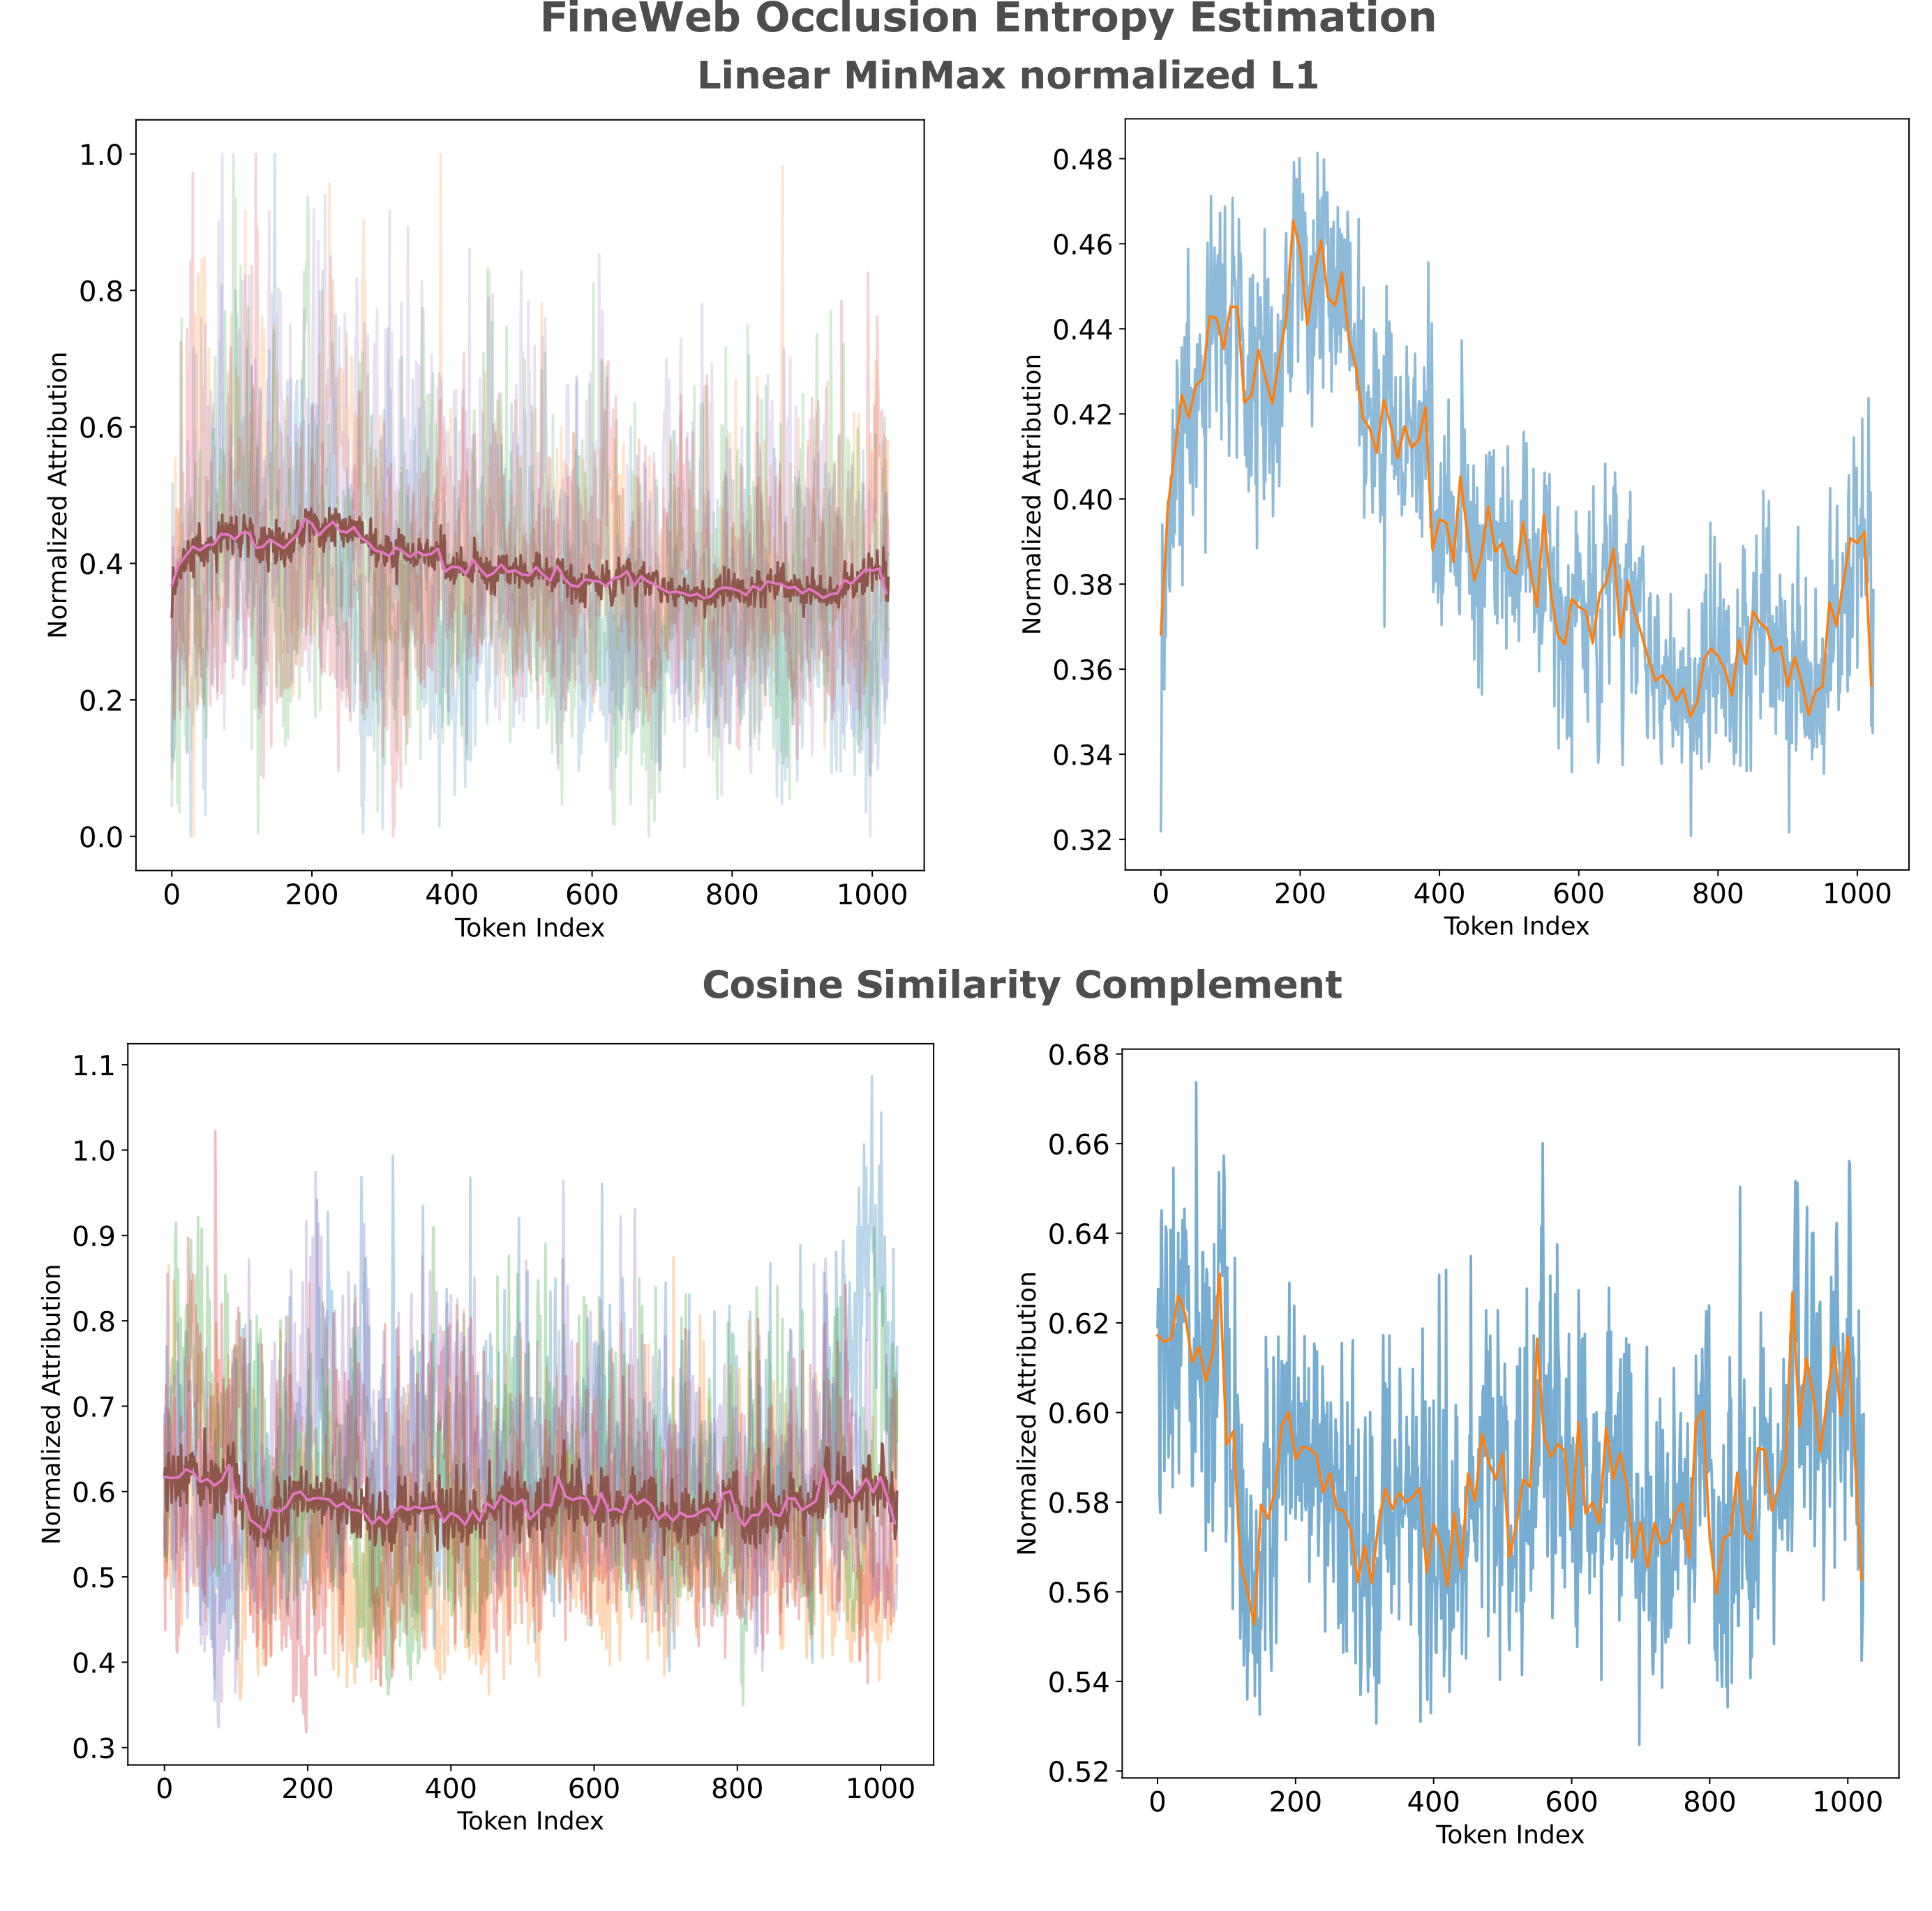 FineWeb Occlusion Entropy Estimation
Linear MinMax normalized L1
1.0
0.8
0.6
0.4
0.2
0.0
Normalized Attribution
0 200 400 600 800 1000
Token Index
0.48
0.46
0.44
0.42
0.40
0.38
0.36
0.34
0.32
Normalized Attribution
0 200 400 600 800 1000
Token Index
Cosine Similarity Complement
1.1
1.0
0.9
0.8
0.7
0.6
0.5
0.4
0.3
Normalized Attribution
0 200 400 600 800 1000
Token Index
0.68
0.66
0.64
0.62
0.60
0.58
0.56
0.54
0.52
Normalized Attribution
0 200 400 600 800 1000
Token Index